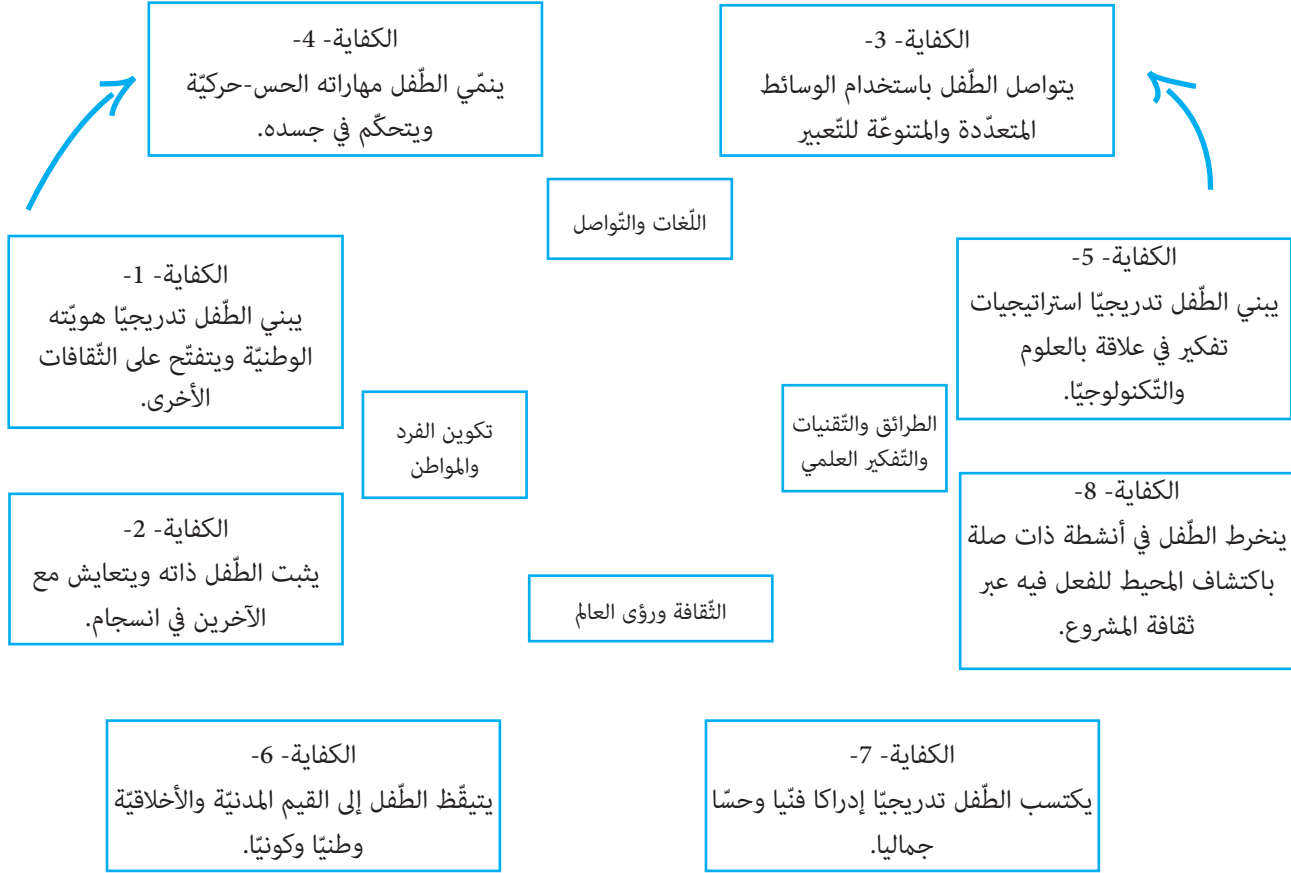 الكفاية- 3-
يتواصل الطّفل باستخدام الوسائط
المتعدّدة والمتنوعّة للتّعبير
الكفاية- 4-
ينمّي الطّفل مهاراته الحس-حركيّة
ويتحكّم في جسده.
اللّغات والتّواصل
الكفاية- 5-
يبني الطّفل تدريجيّا استراتيجيات
تفكير في علاقة بالعلوم
والتّكنولوجيّا.
الكفاية- 1-
يبني الطّفل تدريجيّا هويّته
الوطنيّة ويتفتّح على الثّقافات
الأخرى.
الطرائق والتّقنيات
والتّفكير العلمي
تكوين الفرد
والمواطن
الكفاية- 8-
ينخرط الطّفل في أنشطة ذات صلة
باكتشاف المحيط للفعل فيه عبر
ثقافة المشروع.
الكفاية- 2-
يثبت الطّفل ذاته ويتعايش مع
الآخرين في انسجام.
الثّقافة ورؤى العالم
الكفاية- 7-
يكتسب الطّفل تدريجيّا إدراكا فنّيا وحسّا
جماليا.
الكفاية- 6-
يتيقّظ الطّفل إلى القيم المدنيّة والأخلاقيّة
وطنيّا وكونيّا.